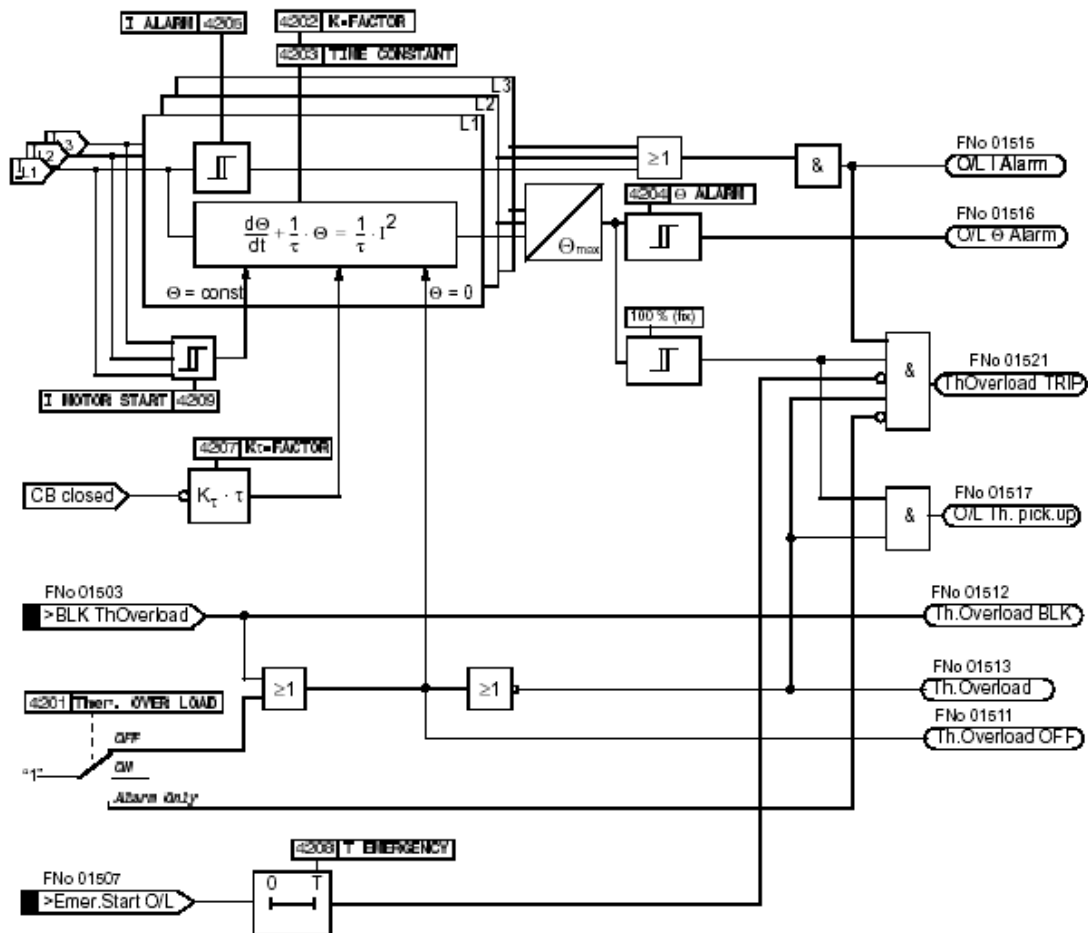 I ALARM 4205
4202 K-FACTOR
4203 TIME CONSTANT
L3
L2
L1
L3
L2
I L1
≥1
&
FNo 01515
O/L I Alarm
4204 Θ ALARM
FNo 01516
O/L Θ Alarm
dΘ/dt + 1/τ · Θ = 1/τ · I²
Θmax
Θ = const
Θ = 0
100 % (fix)
FNo 01521
ThOverload TRIP
&
I MOTOR START 4209
4207 Kτ-FACTOR
CB closed
Kτ · τ
FNo 01517
O/L Th. pick.up
&
FNo 01503
>BLK ThOverload
FNo 01512
Th.Overload BLK
≥1
≥1
FNo 01513
Th.Overload
4201 Ther. OVER LOAD
FNo 01511
Th.Overload OFF
OFF
"1"
ON
Alarm Only
4208 T EMERGENCY
FNo 01507
>Emer.Start O/L
0 T